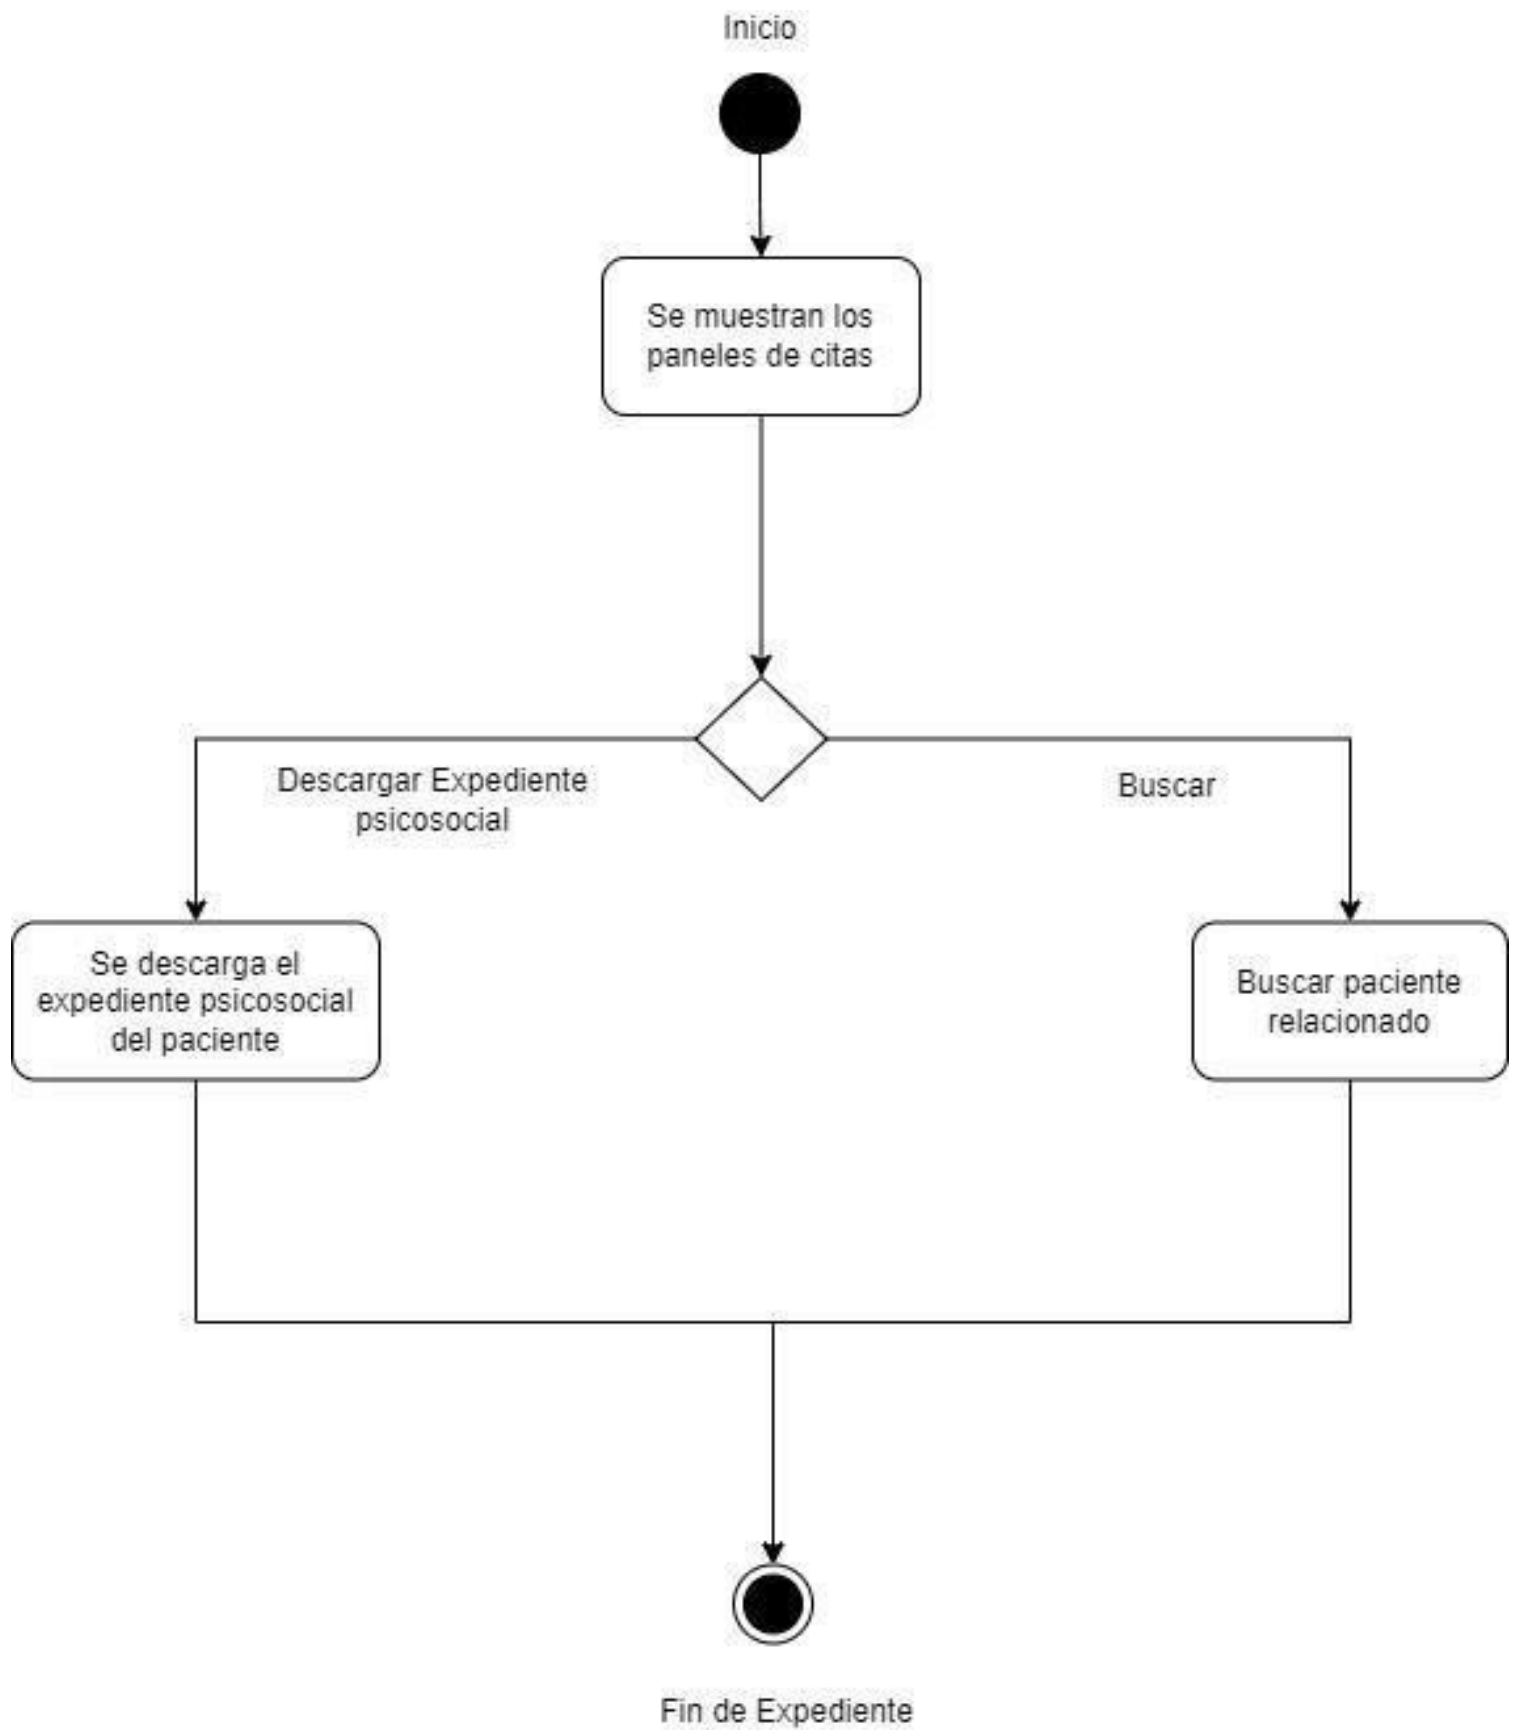 Inicio
Se muestran los
paneles de citas
Descargar Expediente
psicosocial
Buscar
Se descarga el
expediente psicosocial
del paciente
Buscar paciente
relacionado
Fin de Expediente